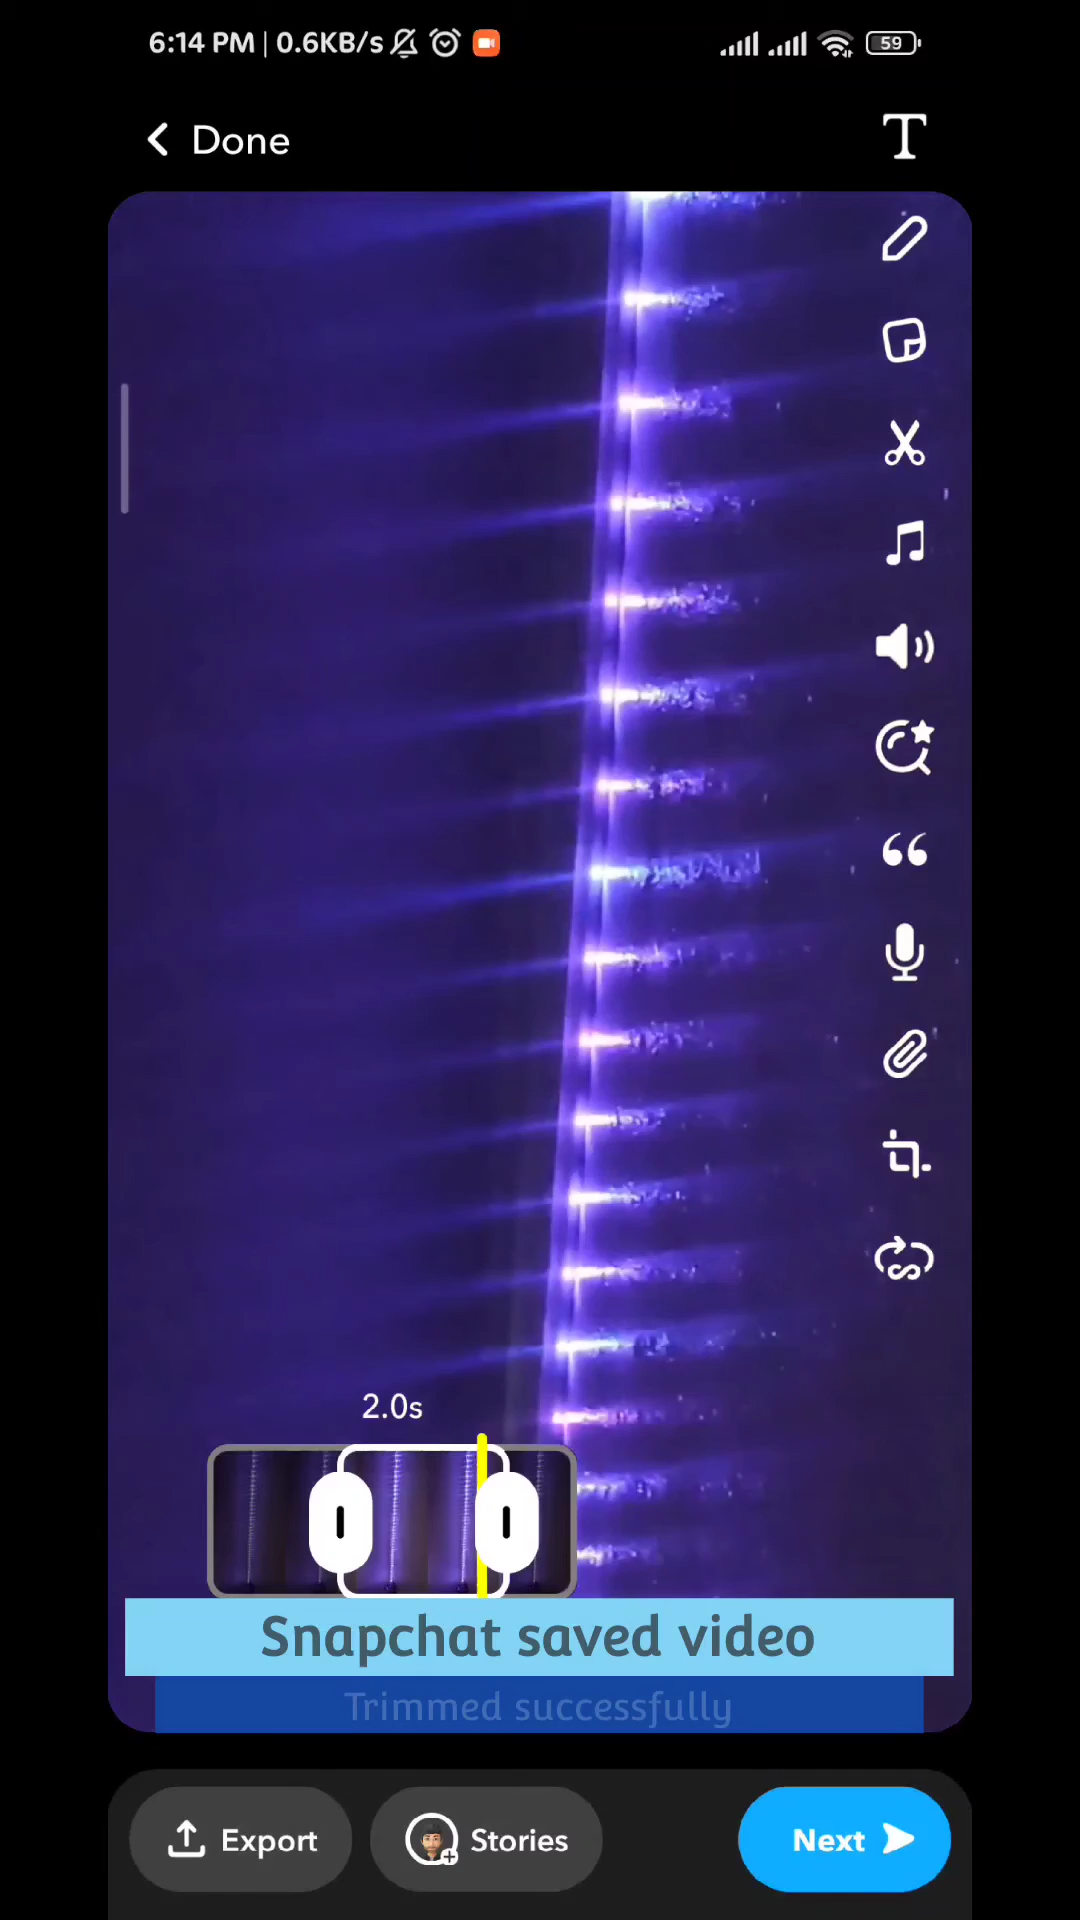 6:14 PM | 0.6KB/s 59
Done T
2.0s
Snapchat saved video
Trimmed successfully
Export Stories Next